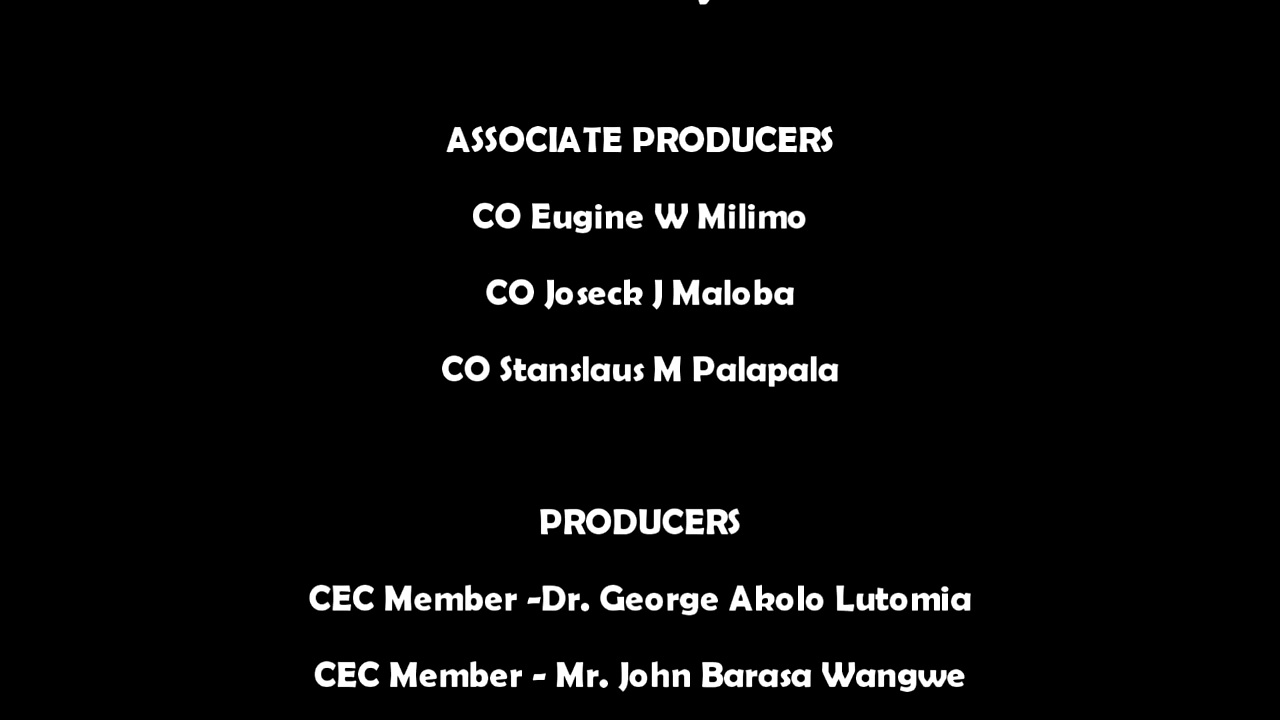 ASSOCIATE PRODUCERS
CO Eugine W Milimo
CO Joseck J Maloba
CO Stanslaus M Palapala
PRODUCERS
CEC Member -Dr. George Akolo Lutomia
CEC Member - Mr. John Barasa Wangwe